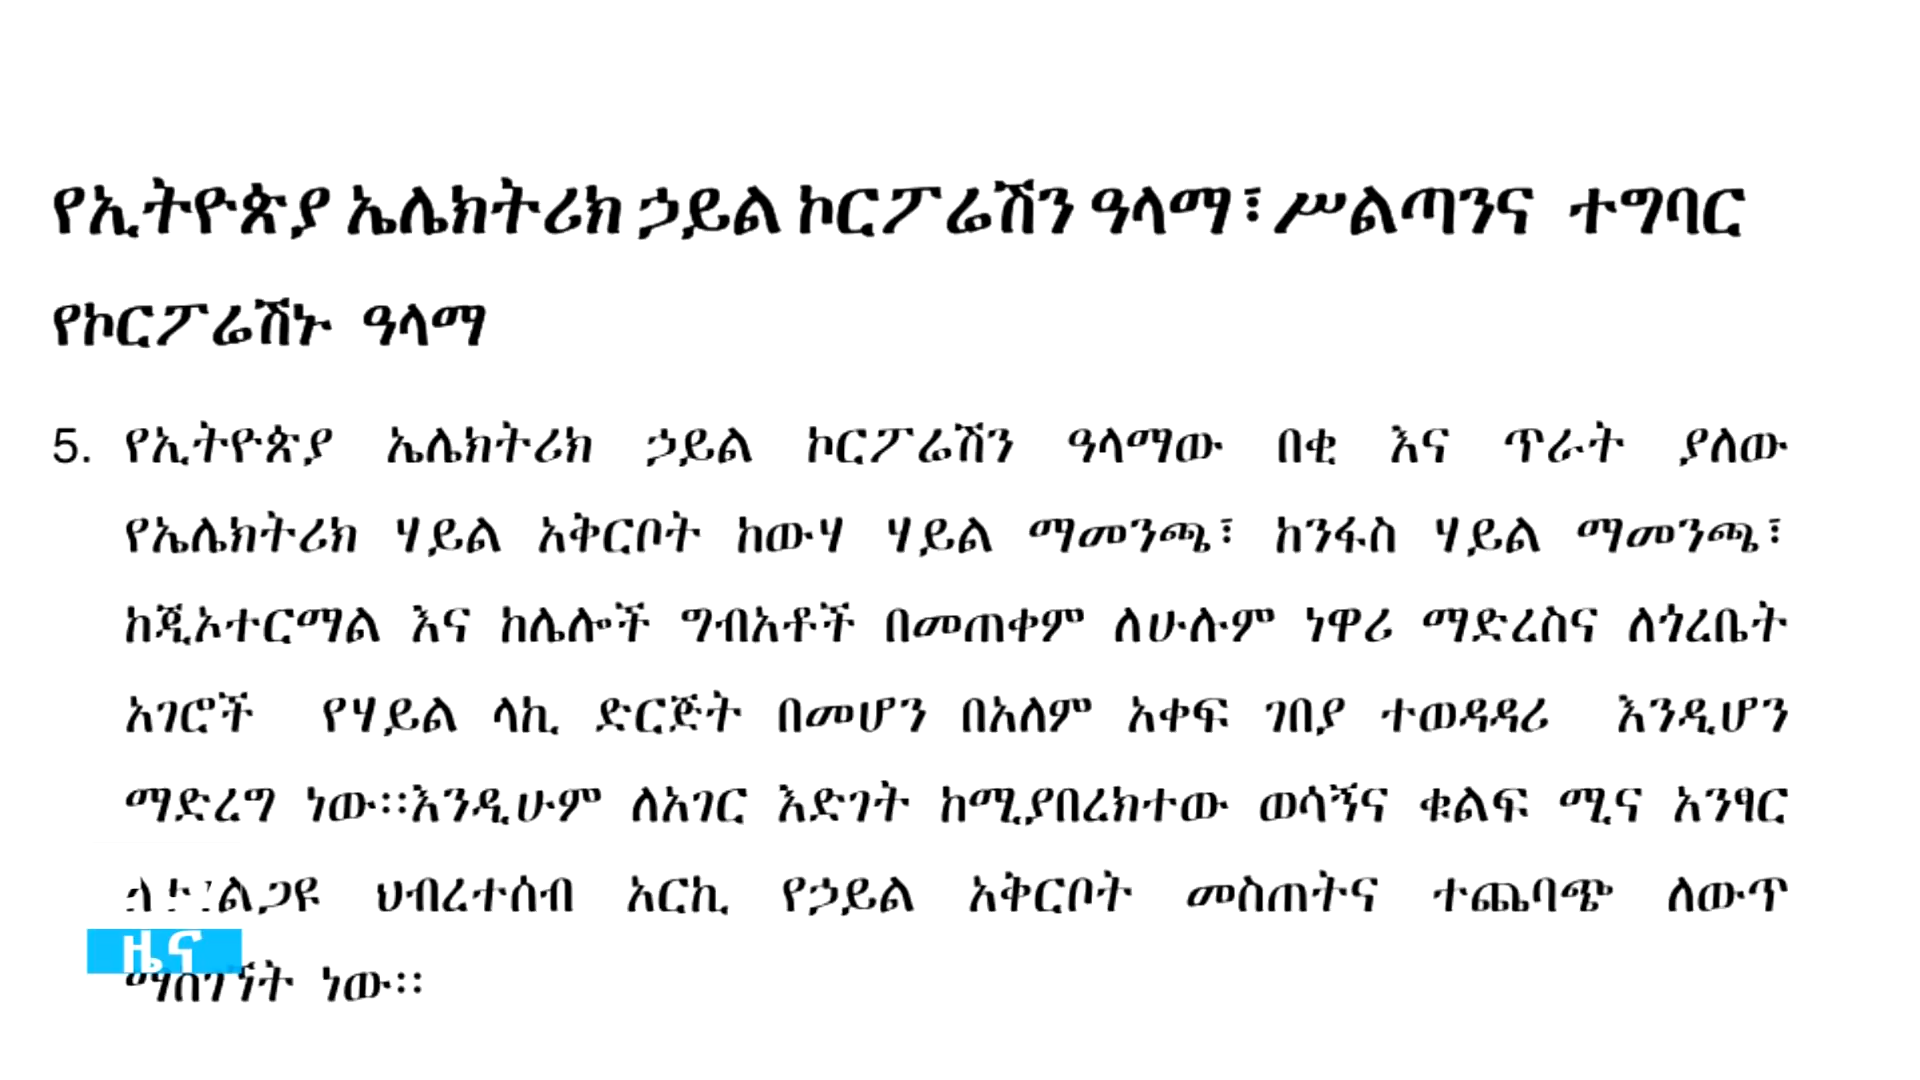 የኢትዮጵያ ኤሌክትሪክ ኃይል ኮርፖሬሽን ዓላማ፣ ሥልጣንና ተግባር
የኮርፖሬሽኑ ዓላማ
5. የኢትዮጵያ ኤሌክትሪክ ኃይል ኮርፖሬሽን ዓላማው በቂ እና ጥራት ያለው
የኤሌክትሪክ ሃይል አቅርቦት ከውሃ ሃይል ማመንጫ፣ ከንፋስ ሃይል ማመንጫ፣
ከጂኦተርማል እና ከሌሎች ግብአቶች በመጠቀም ለሁሉም ነዋሪ ማድረስና ለጎረቤት
አገሮች የሃይል ላኪ ድርጅት በመሆን በአለም አቀፍ ገበያ ተወዳዳሪ እንዲሆን
ማድረግ ነው፡፡እንዲሁም ለአገር እድገት ከሚያበረክተው ወሳኝና ቁልፍ ሚና አንፃር
ህብረተሰብ አርኪ የኃይል አቅርቦት መስጠትና ተጨባጭ ለውጥ
ዜና
ነው፡፡